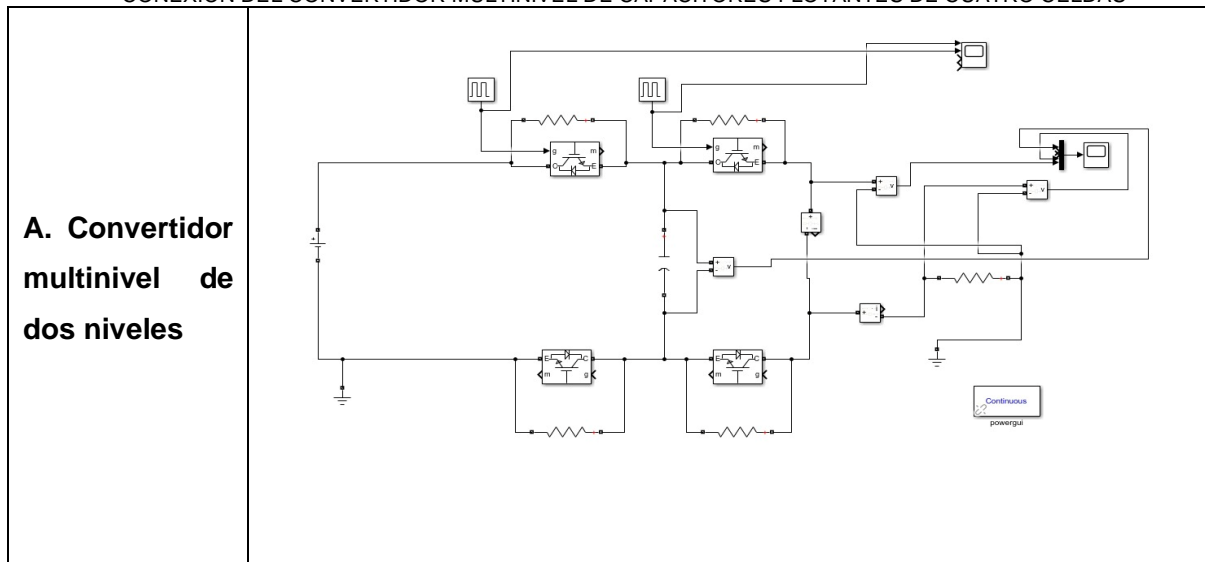 A. Convertidor
multinivel de
dos niveles
g
m
C
E
g
m
C
E
+
-
v
+
-
v
+
+
-
v
+
-
E
C
m
g
E
C
m
g
Continuous
powergui